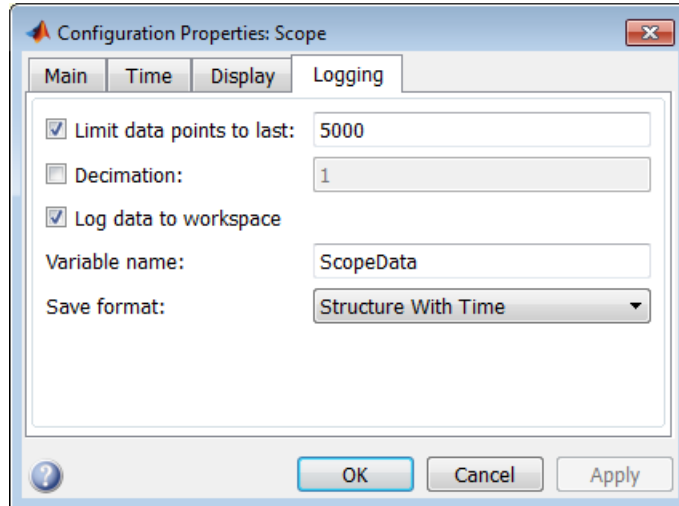 Configuration Properties: Scope
Main Time Display Logging
Limit data points to last: 5000
Decimation: 1
Log data to workspace
Variable name: ScopeData
Save format: Structure With Time
OK Cancel Apply